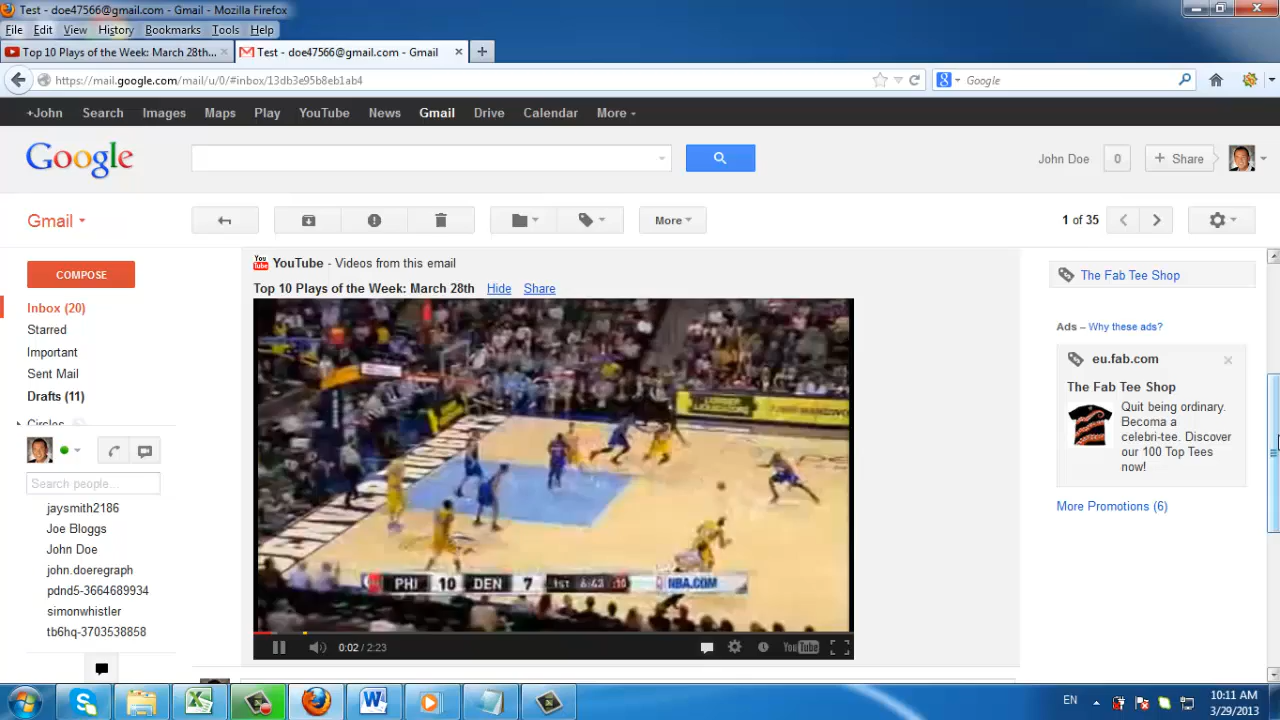 Test - doe47566@gmail.com - Gmail - Mozilla Firefox
File Edit View History Bookmarks Tools Help
Top 10 Plays of the Week: March 28th...
Test - doe47566@gmail.com - Gmail
https://mail.google.com/mail/u/0/#inbox/13db3e95b8eb1ab4
Google
+John Search Images Maps Play YouTube News Gmail Drive Calendar More
Google
John Doe 0 + Share
Gmail
More
1 of 35
COMPOSE
Inbox (20)
Starred
Important
Sent Mail
Drafts (11)
Circles
Search people...
jaysmith2186
Joe Bloggs
John Doe
john.doeregraph
pdnd5-3664689934
simonwhistler
tb6hq-3703538858
You Tube YouTube - Videos from this email
Top 10 Plays of the Week: March 28th Hide Share
PHI 10 DEN 7 1ST 6:43 :10 NBA.COM
0:02 / 2:23
YouTube
The Fab Tee Shop
Ads – Why these ads?
eu.fab.com
The Fab Tee Shop
Quit being ordinary.
Become a
celebri-tee. Discover
our 100 Top Tees
now!
More Promotions (6)
EN
10:11 AM
3/29/2013